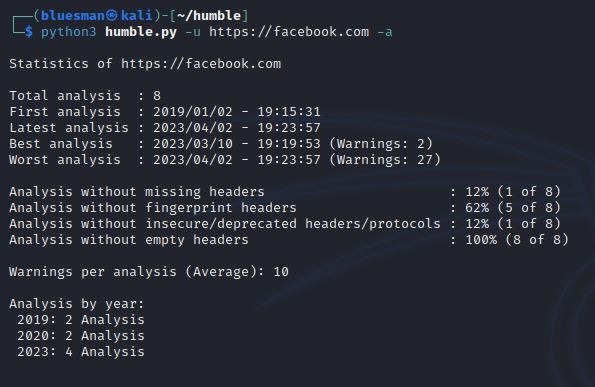 ┌──(bluesman㉿kali)-[~/humble]
└─$ python3 humble.py -u https://facebook.com -a
Statistics of https://facebook.com
Total analysis  : 8
First analysis  : 2019/01/02 - 19:15:31
Latest analysis : 2023/04/02 - 19:23:57
Best analysis   : 2023/03/10 - 19:19:53 (Warnings: 2)
Worst analysis  : 2023/04/02 - 19:23:57 (Warnings: 27)
Analysis without missing headers                       : 12% (1 of 8)
Analysis without fingerprint headers                   : 62% (5 of 8)
Analysis without insecure/deprecated headers/protocols : 12% (1 of 8)
Analysis without empty headers                         : 100% (8 of 8)
Warnings per analysis (Average): 10
Analysis by year:
 2019: 2 Analysis
 2020: 2 Analysis
 2023: 4 Analysis